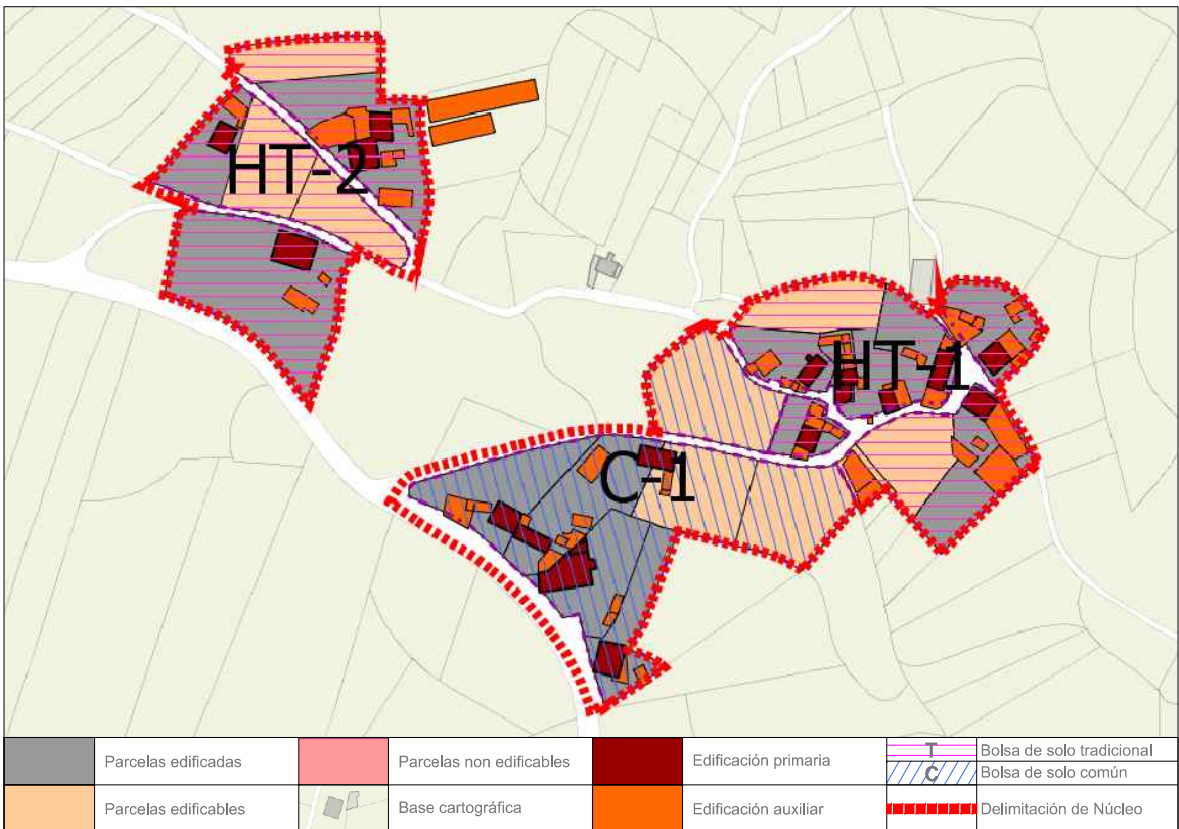 HT-2
HT-1
C-1
Parcelas edificadas
Parcelas non edificables
Edificación primaria
T
Bolsa de solo tradicional
C
Bolsa de solo común
Parcelas edificables
Base cartográfica
Edificación auxiliar
Delimitación de Núcleo